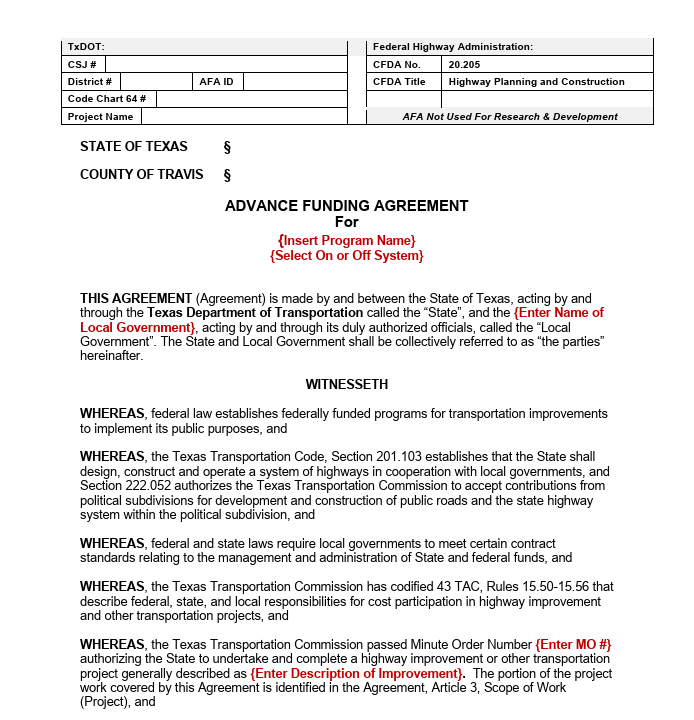 TxDOT:
Federal Highway Administration:
CSJ #
CFDA No. 20.205
District # AFA ID
CFDA Title Highway Planning and Construction
Code Chart 64 #
Project Name
AFA Not Used For Research & Development
STATE OF TEXAS §
COUNTY OF TRAVIS §
ADVANCE FUNDING AGREEMENT
For
{Insert Program Name}
{Select On or Off System}
THIS AGREEMENT (Agreement) is made by and between the State of Texas, acting by and
through the Texas Department of Transportation called the “State”, and the {Enter Name of
Local Government}, acting by and through its duly authorized officials, called the “Local
Government”. The State and Local Government shall be collectively referred to as “the parties”
hereinafter.
WITNESSETH
WHEREAS, federal law establishes federally funded programs for transportation improvements
to implement its public purposes, and
WHEREAS, the Texas Transportation Code, Section 201.103 establishes that the State shall
design, construct and operate a system of highways in cooperation with local governments, and
Section 222.052 authorizes the Texas Transportation Commission to accept contributions from
political subdivisions for development and construction of public roads and the state highway
system within the political subdivision, and
WHEREAS, federal and state laws require local governments to meet certain contract
standards relating to the management and administration of State and federal funds, and
WHEREAS, the Texas Transportation Commission has codified 43 TAC, Rules 15.50-15.56 that
describe federal, state, and local responsibilities for cost participation in highway improvement
and other transportation projects, and
WHEREAS, the Texas Transportation Commission passed Minute Order Number {Enter MO #}
authorizing the State to undertake and complete a highway improvement or other transportation
project generally described as {Enter Description of Improvement}. The portion of the project
work covered by this Agreement is identified in the Agreement, Article 3, Scope of Work
(Project), and